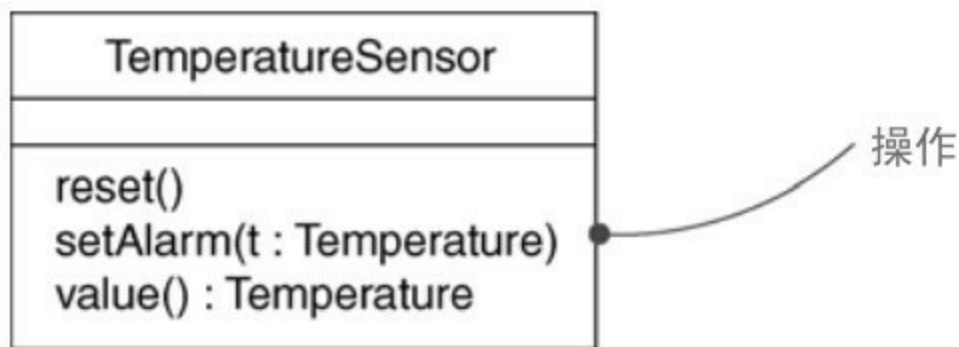 TemperatureSensor
reset()
setAlarm(t : Temperature)
value() : Temperature
操作